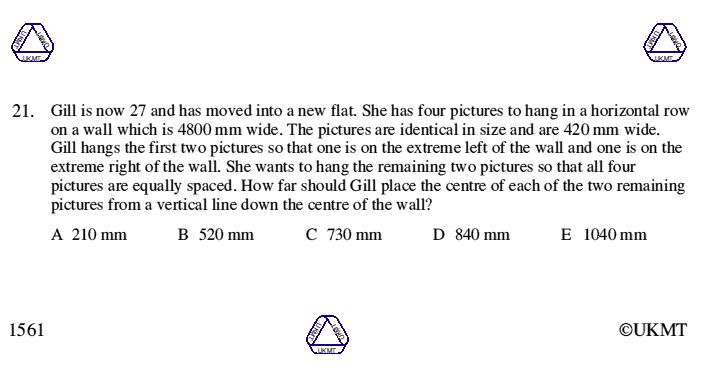 UKMT UKMT UKMT
UKMT UKMT UKMT
21. Gill is now 27 and has moved into a new flat. She has four pictures to hang in a horizontal row
on a wall which is 4800 mm wide. The pictures are identical in size and are 420 mm wide.
Gill hangs the first two pictures so that one is on the extreme left of the wall and one is on the
extreme right of the wall. She wants to hang the remaining two pictures so that all four
pictures are equally spaced. How far should Gill place the centre of each of the two remaining
pictures from a vertical line down the centre of the wall?
A 210 mm B 520 mm C 730 mm D 840 mm E 1040 mm
1561
UKMT UKMT UKMT
©UKMT